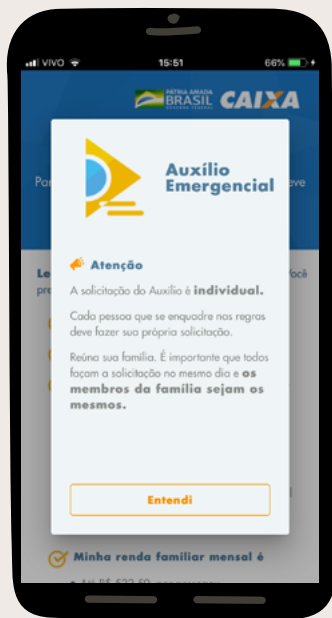 VIVO
15:51
66%
PÁTRIA AMADA
BRASIL
GOVERNO FEDERAL
CAIXA
Auxílio
Emergencial
Atenção
A solicitação do Auxílio é individual.
Cada pessoa que se enquadre nas regras
deve fazer sua própria solicitação.
Reúna sua família. É importante que todos
façam a solicitação no mesmo dia e os
membros da família sejam os
mesmos.
Entendi
Minha renda familiar mensal é